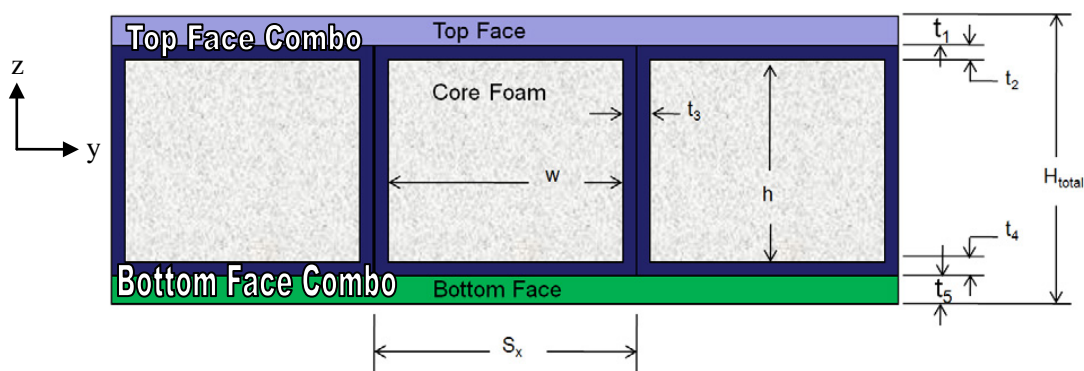 Top Face Combo
Top Face
t1
z
t2
Core Foam
t3
y
w
h
Htotal
t4
Bottom Face Combo
Bottom Face
t5
Sx